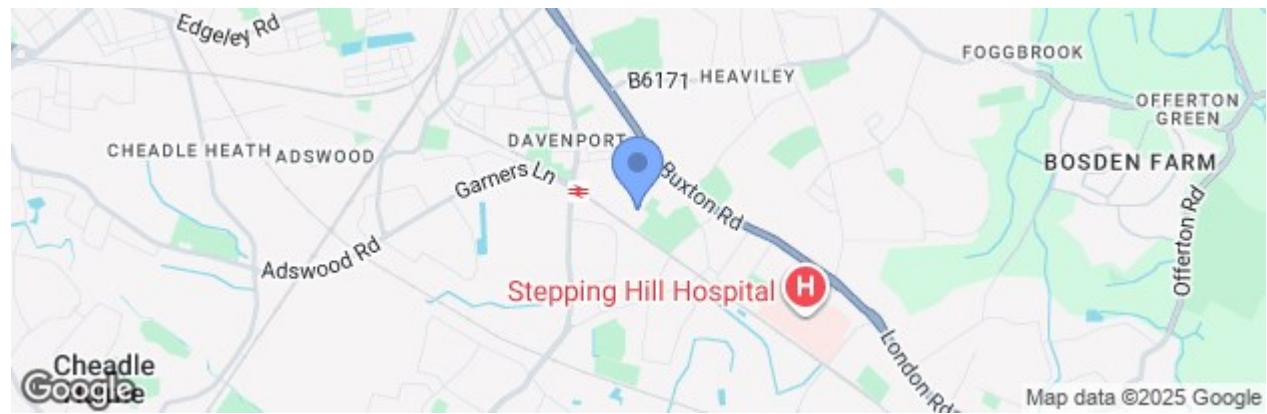 Edgeley Rd
B6171
HEAVILEY
FOGGBROOK
OFFERTON
GREEN
DAVENPORT
CHEADLE HEATH
ADSWOOD
BOSDEN FARM
Garners Ln
Buxton Rd
Offerton Rd
Adswood Rd
Stepping Hill Hospital
H
London Rd
Cheadle
Google
Map data ©2025 Google